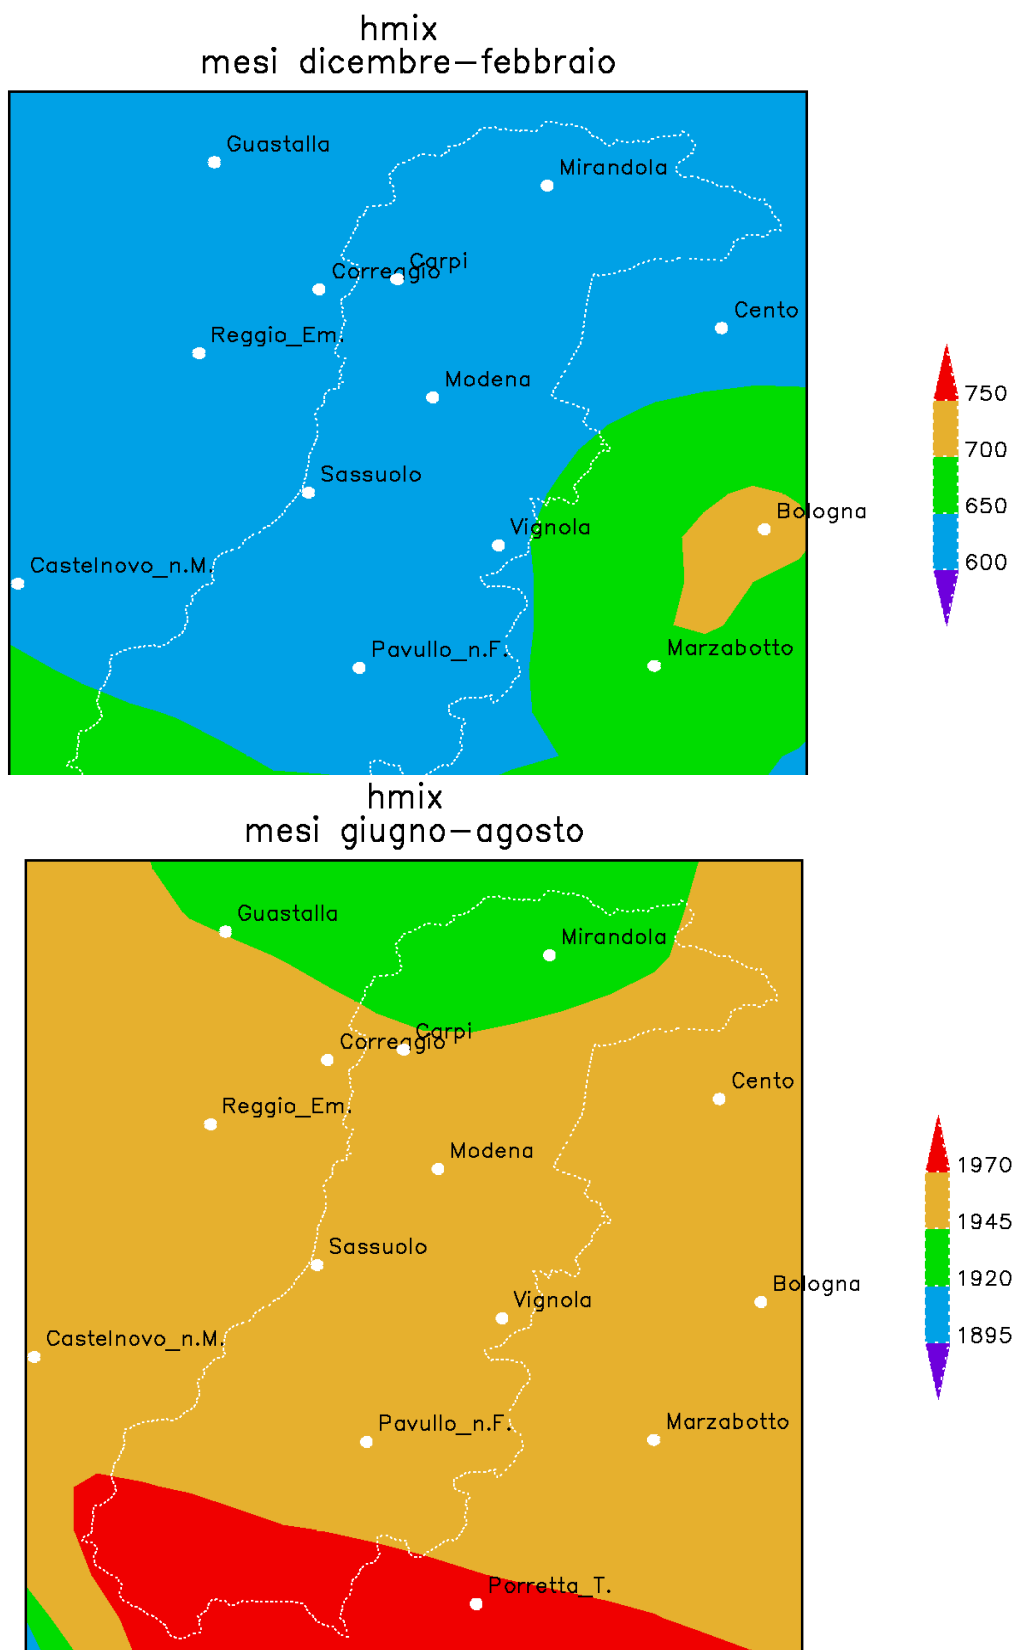 hmix
mesi dicembre-febbraio
Guastalla
Mirandola
Carpi
Correggio
Cento
Reggio_Em.
Modena
750
700
650
600
Sassuolo
Bologna
Vignola
Castelnovo_n.M.
Pavullo_n.F.
Marzabotto
hmix
mesi giugno-agosto
Guastalla
Mirandola
Carpi
Correggio
Cento
Reggio_Em.
Modena
1970
1945
1920
1895
Sassuolo
Bologna
Vignola
Castelnovo_n.M.
Pavullo_n.F.
Marzabotto
Porretta_T.